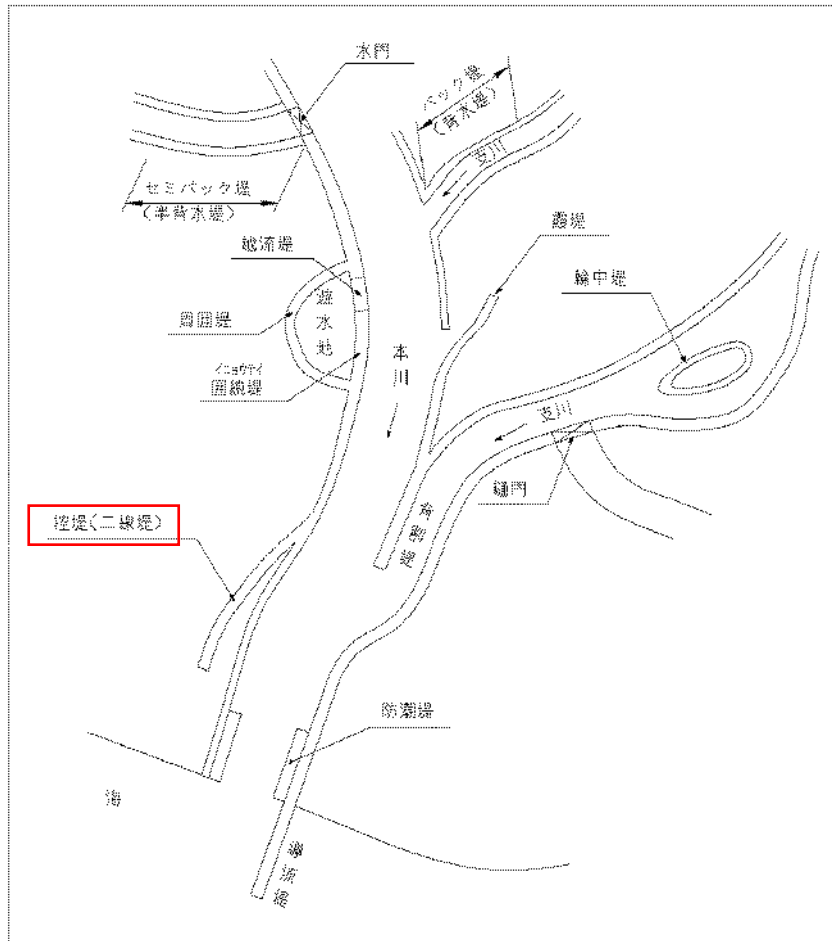 水門
バック堤
(背水堤)
支川
セミバック堤
(半背水堤)
越流堤
霞堤
輪中堤
遊水地
周囲堤
本川
イニョウテイ
囲繞堤
支川
樋門
背割堤
控堤(二線堤)
防潮堤
海
導流堤